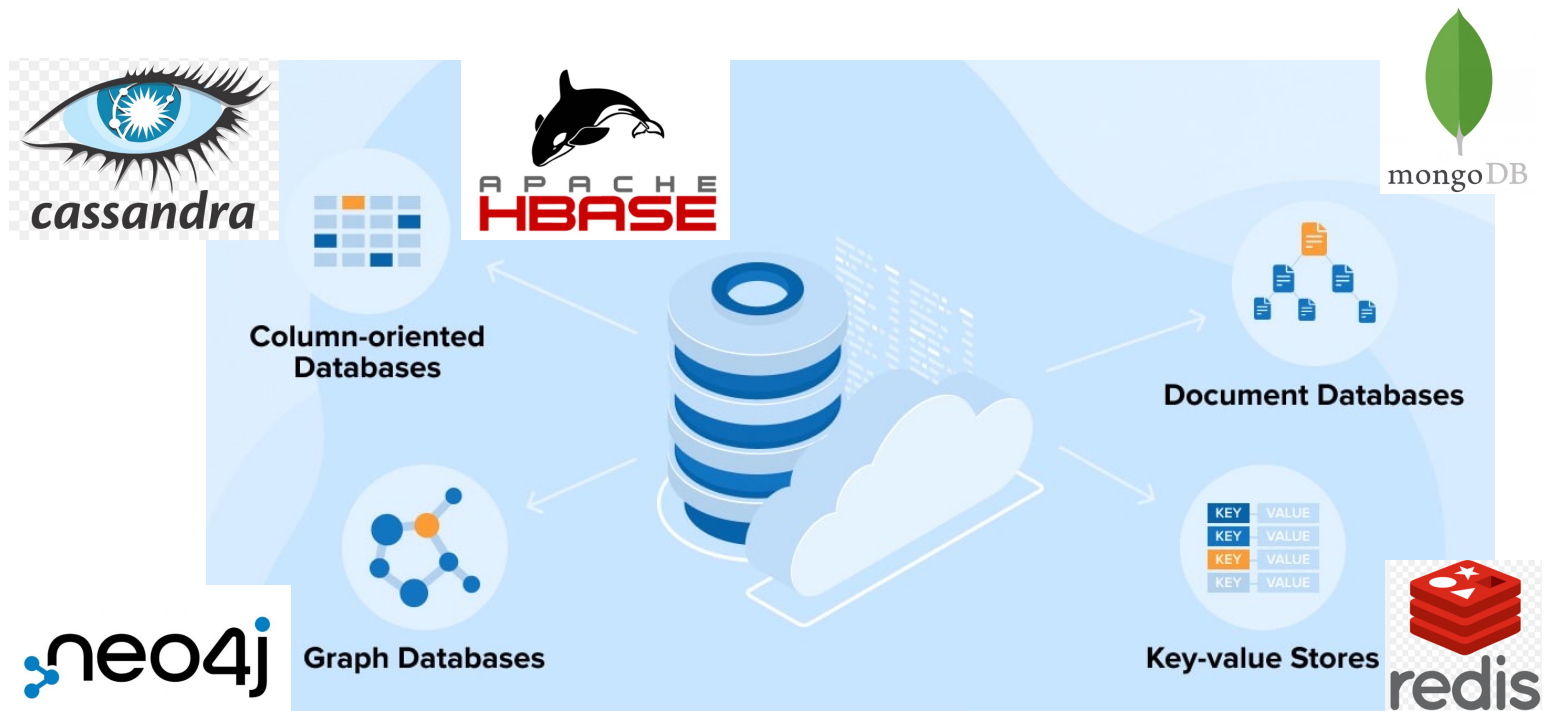 cassandra
APACHE
HBASE
mongoDB
Column-oriented
Databases
Document Databases
KEY VALUE
KEY VALUE
KEY VALUE
KEY VALUE
neo4j
Graph Databases
Key-value Stores
redis